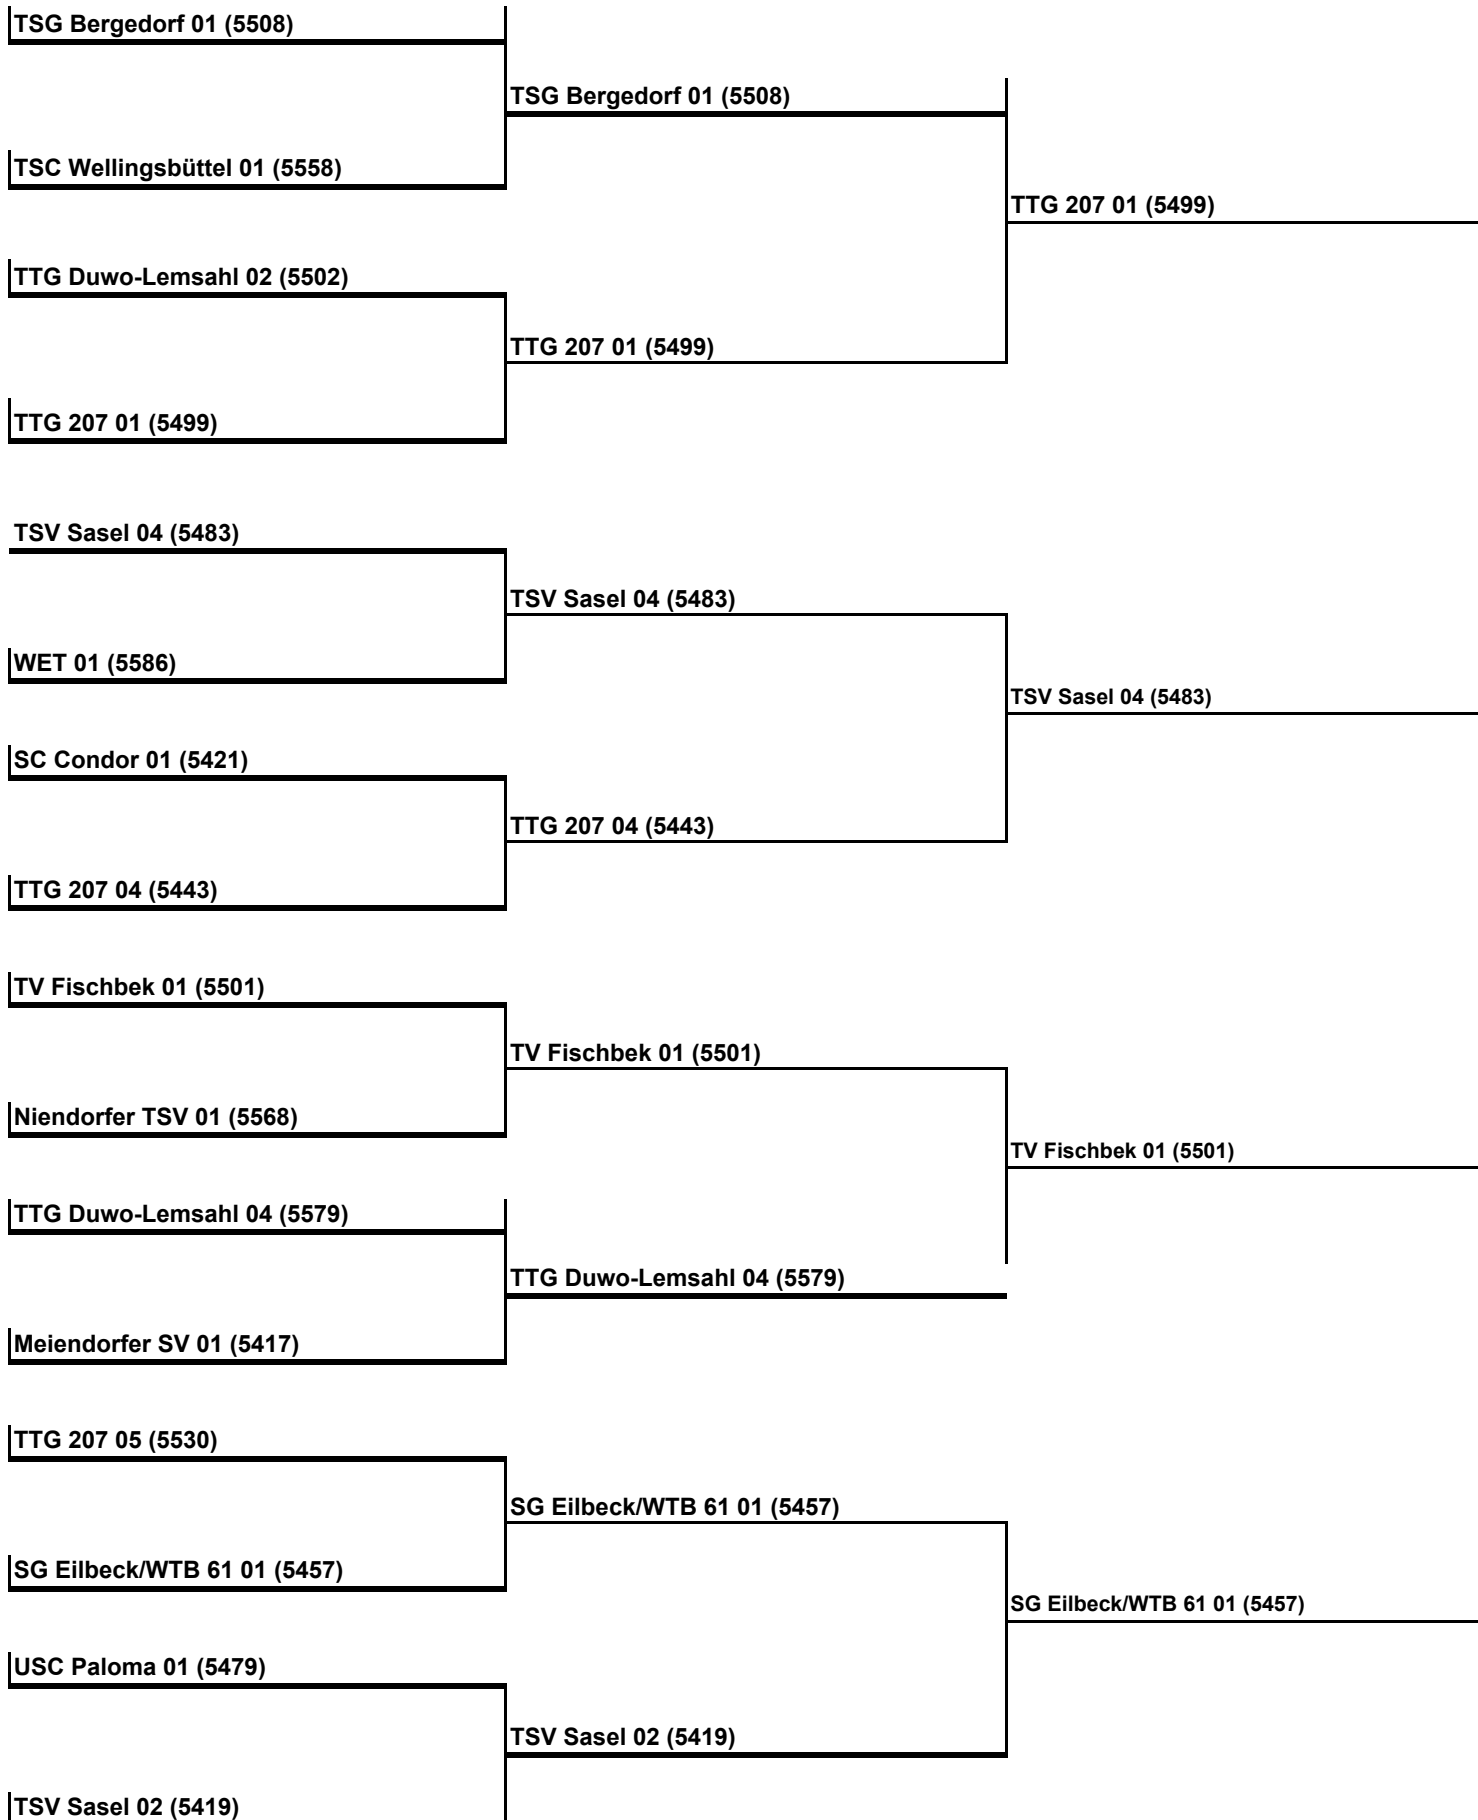 TSG Bergedorf 01 (5508)
TSG Bergedorf 01 (5508)
TSC Wellingsbüttel 01 (5558)
TTG 207 01 (5499)
TTG Duwo-Lemsahl 02 (5502)
TTG 207 01 (5499)
TTG 207 01 (5499)
TSV Sasel 04 (5483)
TSV Sasel 04 (5483)
WET 01 (5586)
TSV Sasel 04 (5483)
SC Condor 01 (5421)
TTG 207 04 (5443)
TTG 207 04 (5443)
TV Fischbek 01 (5501)
TV Fischbek 01 (5501)
Niendorfer TSV 01 (5568)
TV Fischbek 01 (5501)
TTG Duwo-Lemsahl 04 (5579)
TTG Duwo-Lemsahl 04 (5579)
Meiendorfer SV 01 (5417)
TTG 207 05 (5530)
SG Eilbeck/WTB 61 01 (5457)
SG Eilbeck/WTB 61 01 (5457)
SG Eilbeck/WTB 61 01 (5457)
USC Paloma 01 (5479)
TSV Sasel 02 (5419)
TSV Sasel 02 (5419)